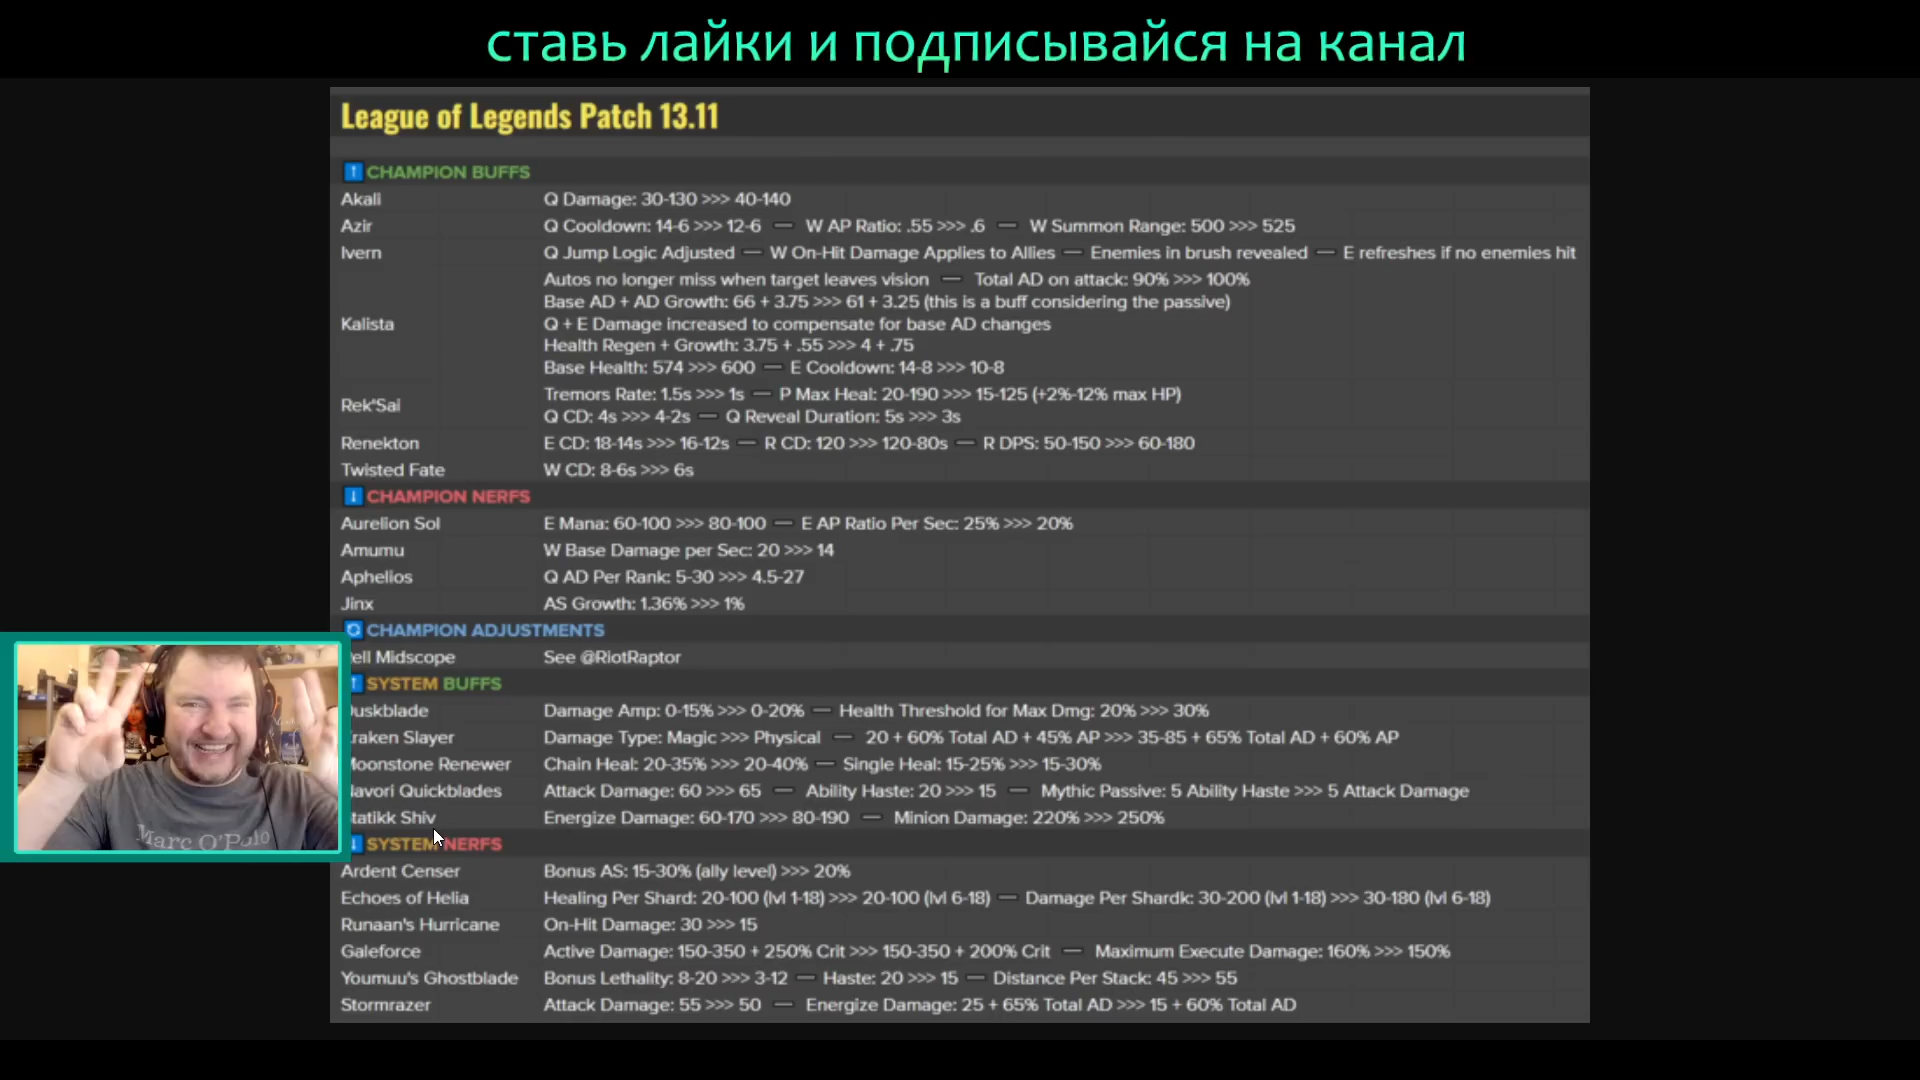 ставь лайки и подписывайся на канал
League of Legends Patch 13.11
CHAMPION BUFFS
Akali Q Damage: 30-130 >>> 40-140
Azir Q Cooldown: 14-6 >>> 12-6 — W AP Ratio: .55 >>> .6 — W Summon Range: 500 >>> 525
Ivern Q Jump Logic Adjusted — W On-Hit Damage Applies to Allies — Enemies in brush revealed — E refreshes if no enemies hit
Autos no longer miss when target leaves vision — Total AD on attack: 90% >>> 100%
Base AD + AD Growth: 66 + 3.75 >>> 61 + 3.25 (this is a buff considering the passive)
Kalista Q + E Damage increased to compensate for base AD changes
Health Regen + Growth: 3.75 + .55 >>> 4 + .75
Base Health: 574 >>> 600 — E Cooldown: 14-8 >>> 10-8
Tremors Rate: 1.5s >>> 1s — P Max Heal: 20-190 >>> 15-125 (+2%-12% max HP)
Rek'Sai
Q CD: 4s >>> 4-2s — Q Reveal Duration: 5s >>> 3s
Renekton E CD: 18-14s >>> 16-12s — R CD: 120 >>> 120-80s — R DPS: 50-150 >>> 60-180
Twisted Fate W CD: 8-6s >>> 6s
CHAMPION NERFS
Aurelion Sol E Mana: 60-100 >>> 80-100 — E AP Ratio Per Sec: 25% >>> 20%
Amumu W Base Damage per Sec: 20 >>> 14
Aphelios Q AD Per Rank: 5-30 >>> 4.5-27
Jinx AS Growth: 1.36% >>> 1%
CHAMPION ADJUSTMENTS
ell Midscope See @RiotRaptor
SYSTEM BUFFS
uskblade Damage Amp: 0-15% >>> 0-20% — Health Threshold for Max Dmg: 20% >>> 30%
raken Slayer Damage Type: Magic >>> Physical — 20 + 60% Total AD + 45% AP >>> 35-85 + 65% Total AD + 60% AP
Moonstone Renewer Chain Heal: 20-35% >>> 20-40% — Single Heal: 15-25% >>> 15-30%
Navori Quickblades Attack Damage: 60 >>> 65 — Ability Haste: 20 >>> 15 — Mythic Passive: 5 Ability Haste >>> 5 Attack Damage
tatikk Shiv Energize Damage: 60-170 >>> 80-190 — Minion Damage: 220% >>> 250%
SYSTEM NERFS
Ardent Censer Bonus AS: 15-30% (ally level) >>> 20%
Echoes of Helia Healing Per Shard: 20-100 (lvl 1-18) >>> 20-100 (lvl 6-18) — Damage Per Shardk: 30-200 (lvl 1-18) >>> 30-180 (lvl 6-18)
Runaan's Hurricane On-Hit Damage: 30 >>> 15
Galeforce Active Damage: 150-350 + 250% Crit >>> 150-350 + 200% Crit — Maximum Execute Damage: 160% >>> 150%
Youmuu's Ghostblade Bonus Lethality: 8-20 >>> 3-12 — Haste: 20 >>> 15 — Distance Per Stack: 45 >>> 55
Stormrazer Attack Damage: 55 >>> 50 — Energize Damage: 25 + 65% Total AD >>> 15 + 60% Total AD
Marc O'Polo